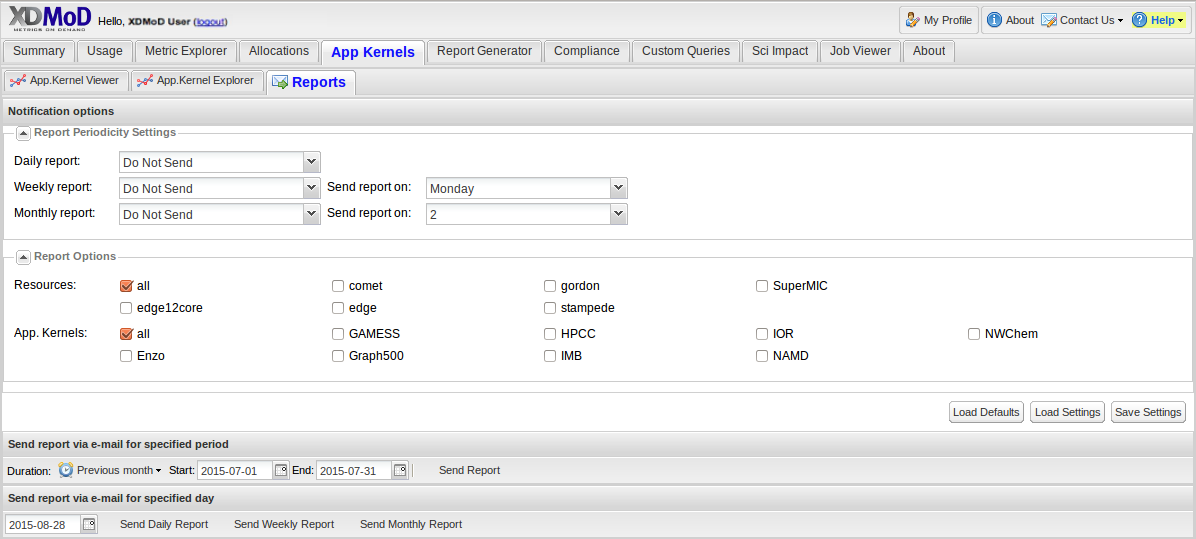 XDMoD
METRICS ON DEMAND
Hello, XDMoD User (logout)
My Profile About Contact Us Help
Summary Usage Metric Explorer Allocations App Kernels Report Generator Compliance Custom Queries Sci Impact Job Viewer About
App.Kernel Viewer App.Kernel Explorer Reports
Notification options
Report Periodicity Settings
Daily report: Do Not Send
Weekly report: Do Not Send Send report on: Monday
Monthly report: Do Not Send Send report on: 2
Report Options
Resources: all comet gordon SuperMIC
edge12core edge stampede
App. Kernels: all GAMESS HPCC IOR NWChem
Enzo Graph500 IMB NAMD
Load Defaults Load Settings Save Settings
Send report via e-mail for specified period
Duration: Previous month Start: 2015-07-01 End: 2015-07-31 Send Report
Send report via e-mail for specified day
2015-08-28 Send Daily Report Send Weekly Report Send Monthly Report